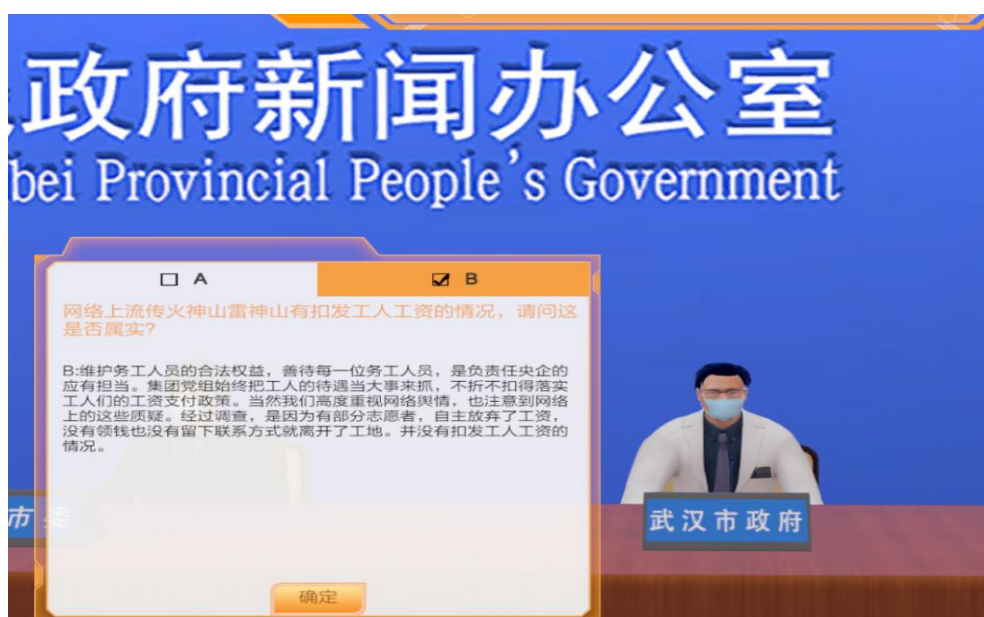 政府新闻办公室
bei Provincial People's Government
A
B
网络上流传火神山雷神山有扣发工人工资的情况，请问这
是否属实?
B:维护务工人员的合法权益，善待每一位务工人员，是负责任央企的
应有担当。集团党组始终把工人的待遇当大事来抓，不折不扣得落实
工人们的工资支付政策。当然我们高度重视网络舆情，也注意到网络
上的这些质疑。经过调查，是因为有部分志愿者，自主放弃了工资，
没有领钱也没有留下联系方式就离开了工地。并没有扣发工人工资的
情况。
市委
武汉市政府
确定